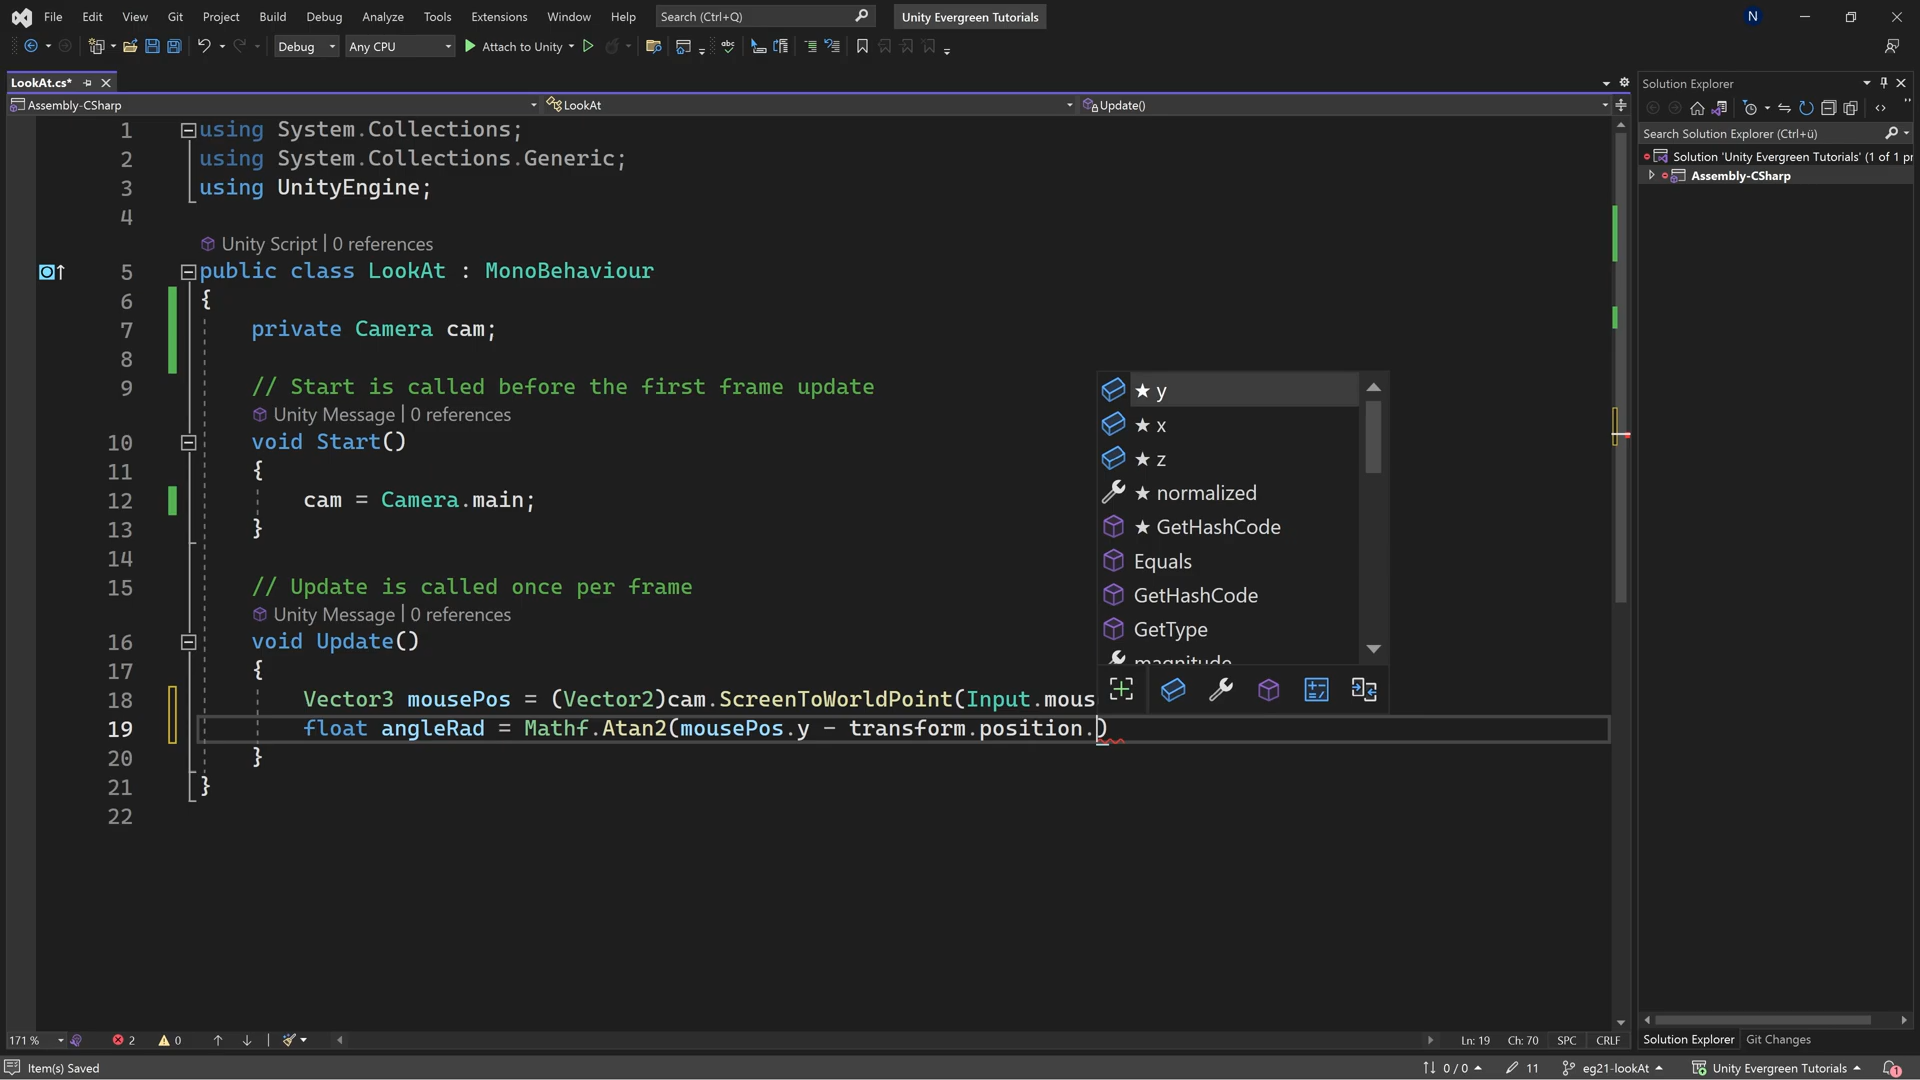 File Edit View Git Project Build Debug Test Analyze Tools Extensions Window Help Search (Ctrl+Q) Unity Evergreen Tutorials N
Debug Any CPU Attach to Unity
LookAt.cs*
Assembly-CSharp LookAt Update()
1 using System.Collections;
2 using System.Collections.Generic;
3 using UnityEngine;
4
Unity Script | 0 references
5 public class LookAt : MonoBehaviour
6 {
7 private Camera cam;
8
9 // Start is called before the first frame update
Unity Message | 0 references
10 void Start()
11 {
12 cam = Camera.main;
13 }
14
15 // Update is called once per frame
Unity Message | 0 references
16 void Update()
17 {
18 Vector3 mousePos = (Vector2)cam.ScreenToWorldPoint(Input.mous
19 float angleRad = Mathf.Atan2(mousePos.y - transform.position.)
20 }
21 }
22
★ y
★ x
★ z
★ normalized
★ GetHashCode
Equals
GetHashCode
GetType
magnitude
Solution Explorer
Search Solution Explorer (Ctrl+ü)
Solution 'Unity Evergreen Tutorials' (1 of 1 pr
Assembly-CSharp
171 % 2 0 Ln: 19 Ch: 70 SPC CRLF
Solution Explorer Git Changes
Item(s) Saved 0 / 0 11 eg21-lookAt Unity Evergreen Tutorials 1